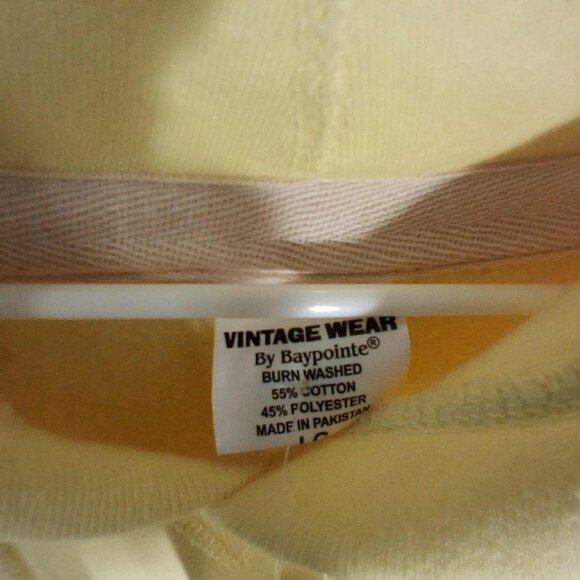 VINTAGE WEAR
By Baypointe®
BURN WASHED
55% COTTON
45% POLYESTER
MADE IN PAKISTAN